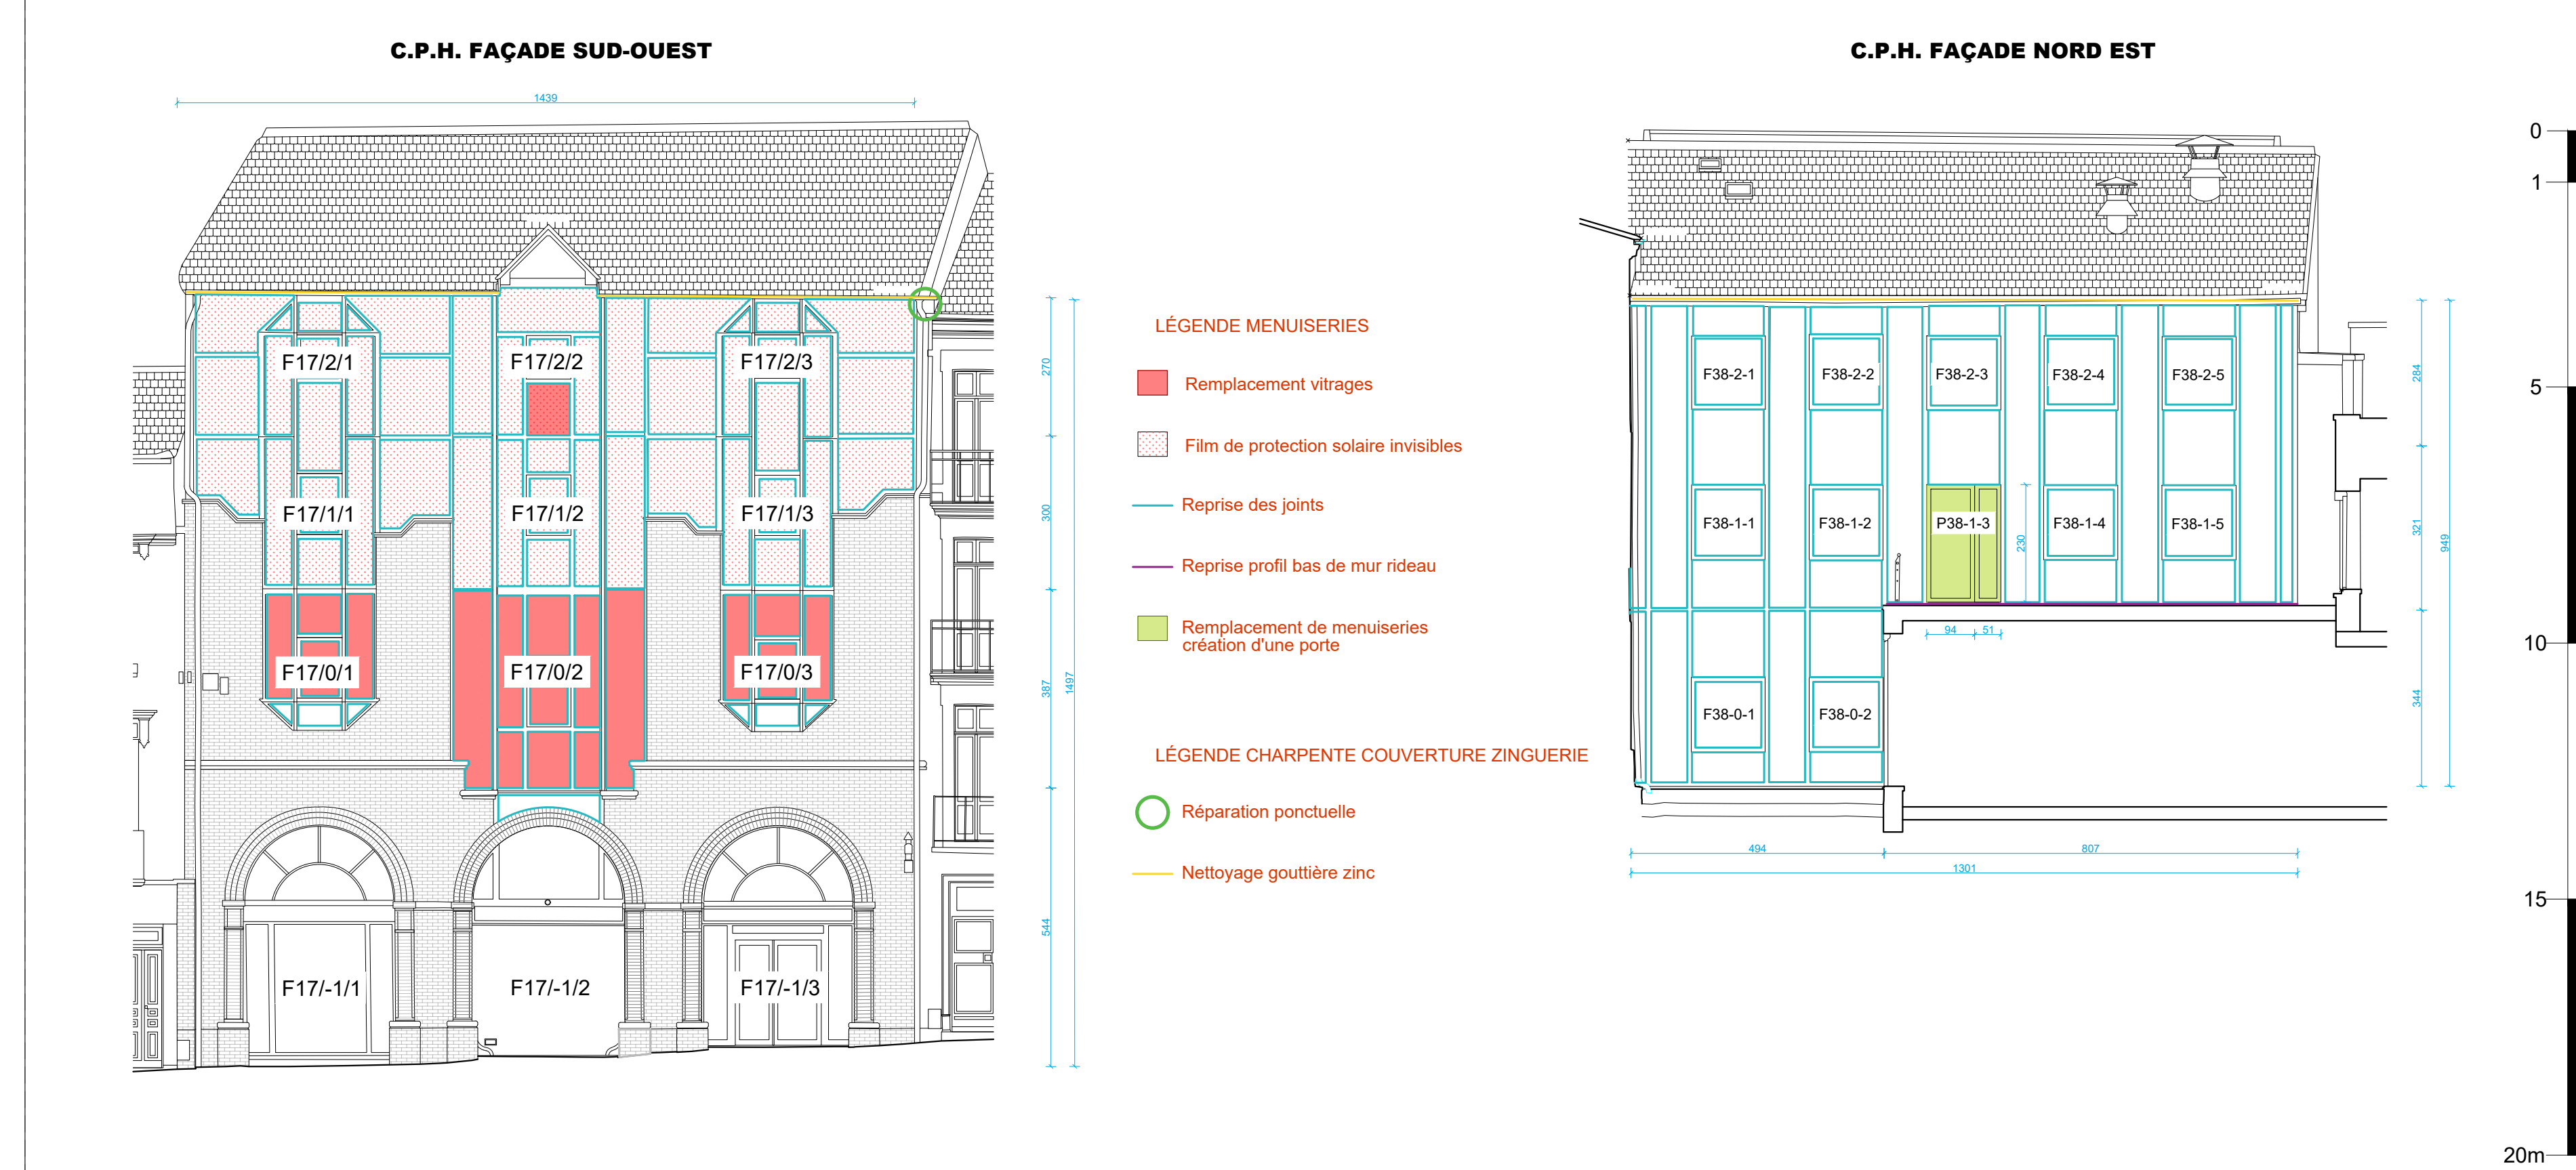 C.P.H. FAÇADE SUD-OUEST
C.P.H. FAÇADE NORD EST
1439
F17/2/1
F17/2/2
F17/2/3
F17/1/1
F17/1/2
F17/1/3
F17/0/1
F17/0/2
F17/0/3
F17/-1/1
F17/-1/2
F17/-1/3
270
300
387
544
1497
LÉGENDE MENUISERIES
Remplacement vitrages
Film de protection solaire invisibles
Reprise des joints
Reprise profil bas de mur rideau
Remplacement de menuiseries
création d'une porte
LÉGENDE CHARPENTE COUVERTURE ZINGUERIE
Réparation ponctuelle
Nettoyage gouttière zinc
F38-2-1
F38-2-2
F38-2-3
F38-2-4
F38-2-5
F38-1-1
F38-1-2
P38-1-3
F38-1-4
F38-1-5
230
94
51
F38-0-1
F38-0-2
284
321
344
949
494
807
1301
0
1
5
10
15
20m